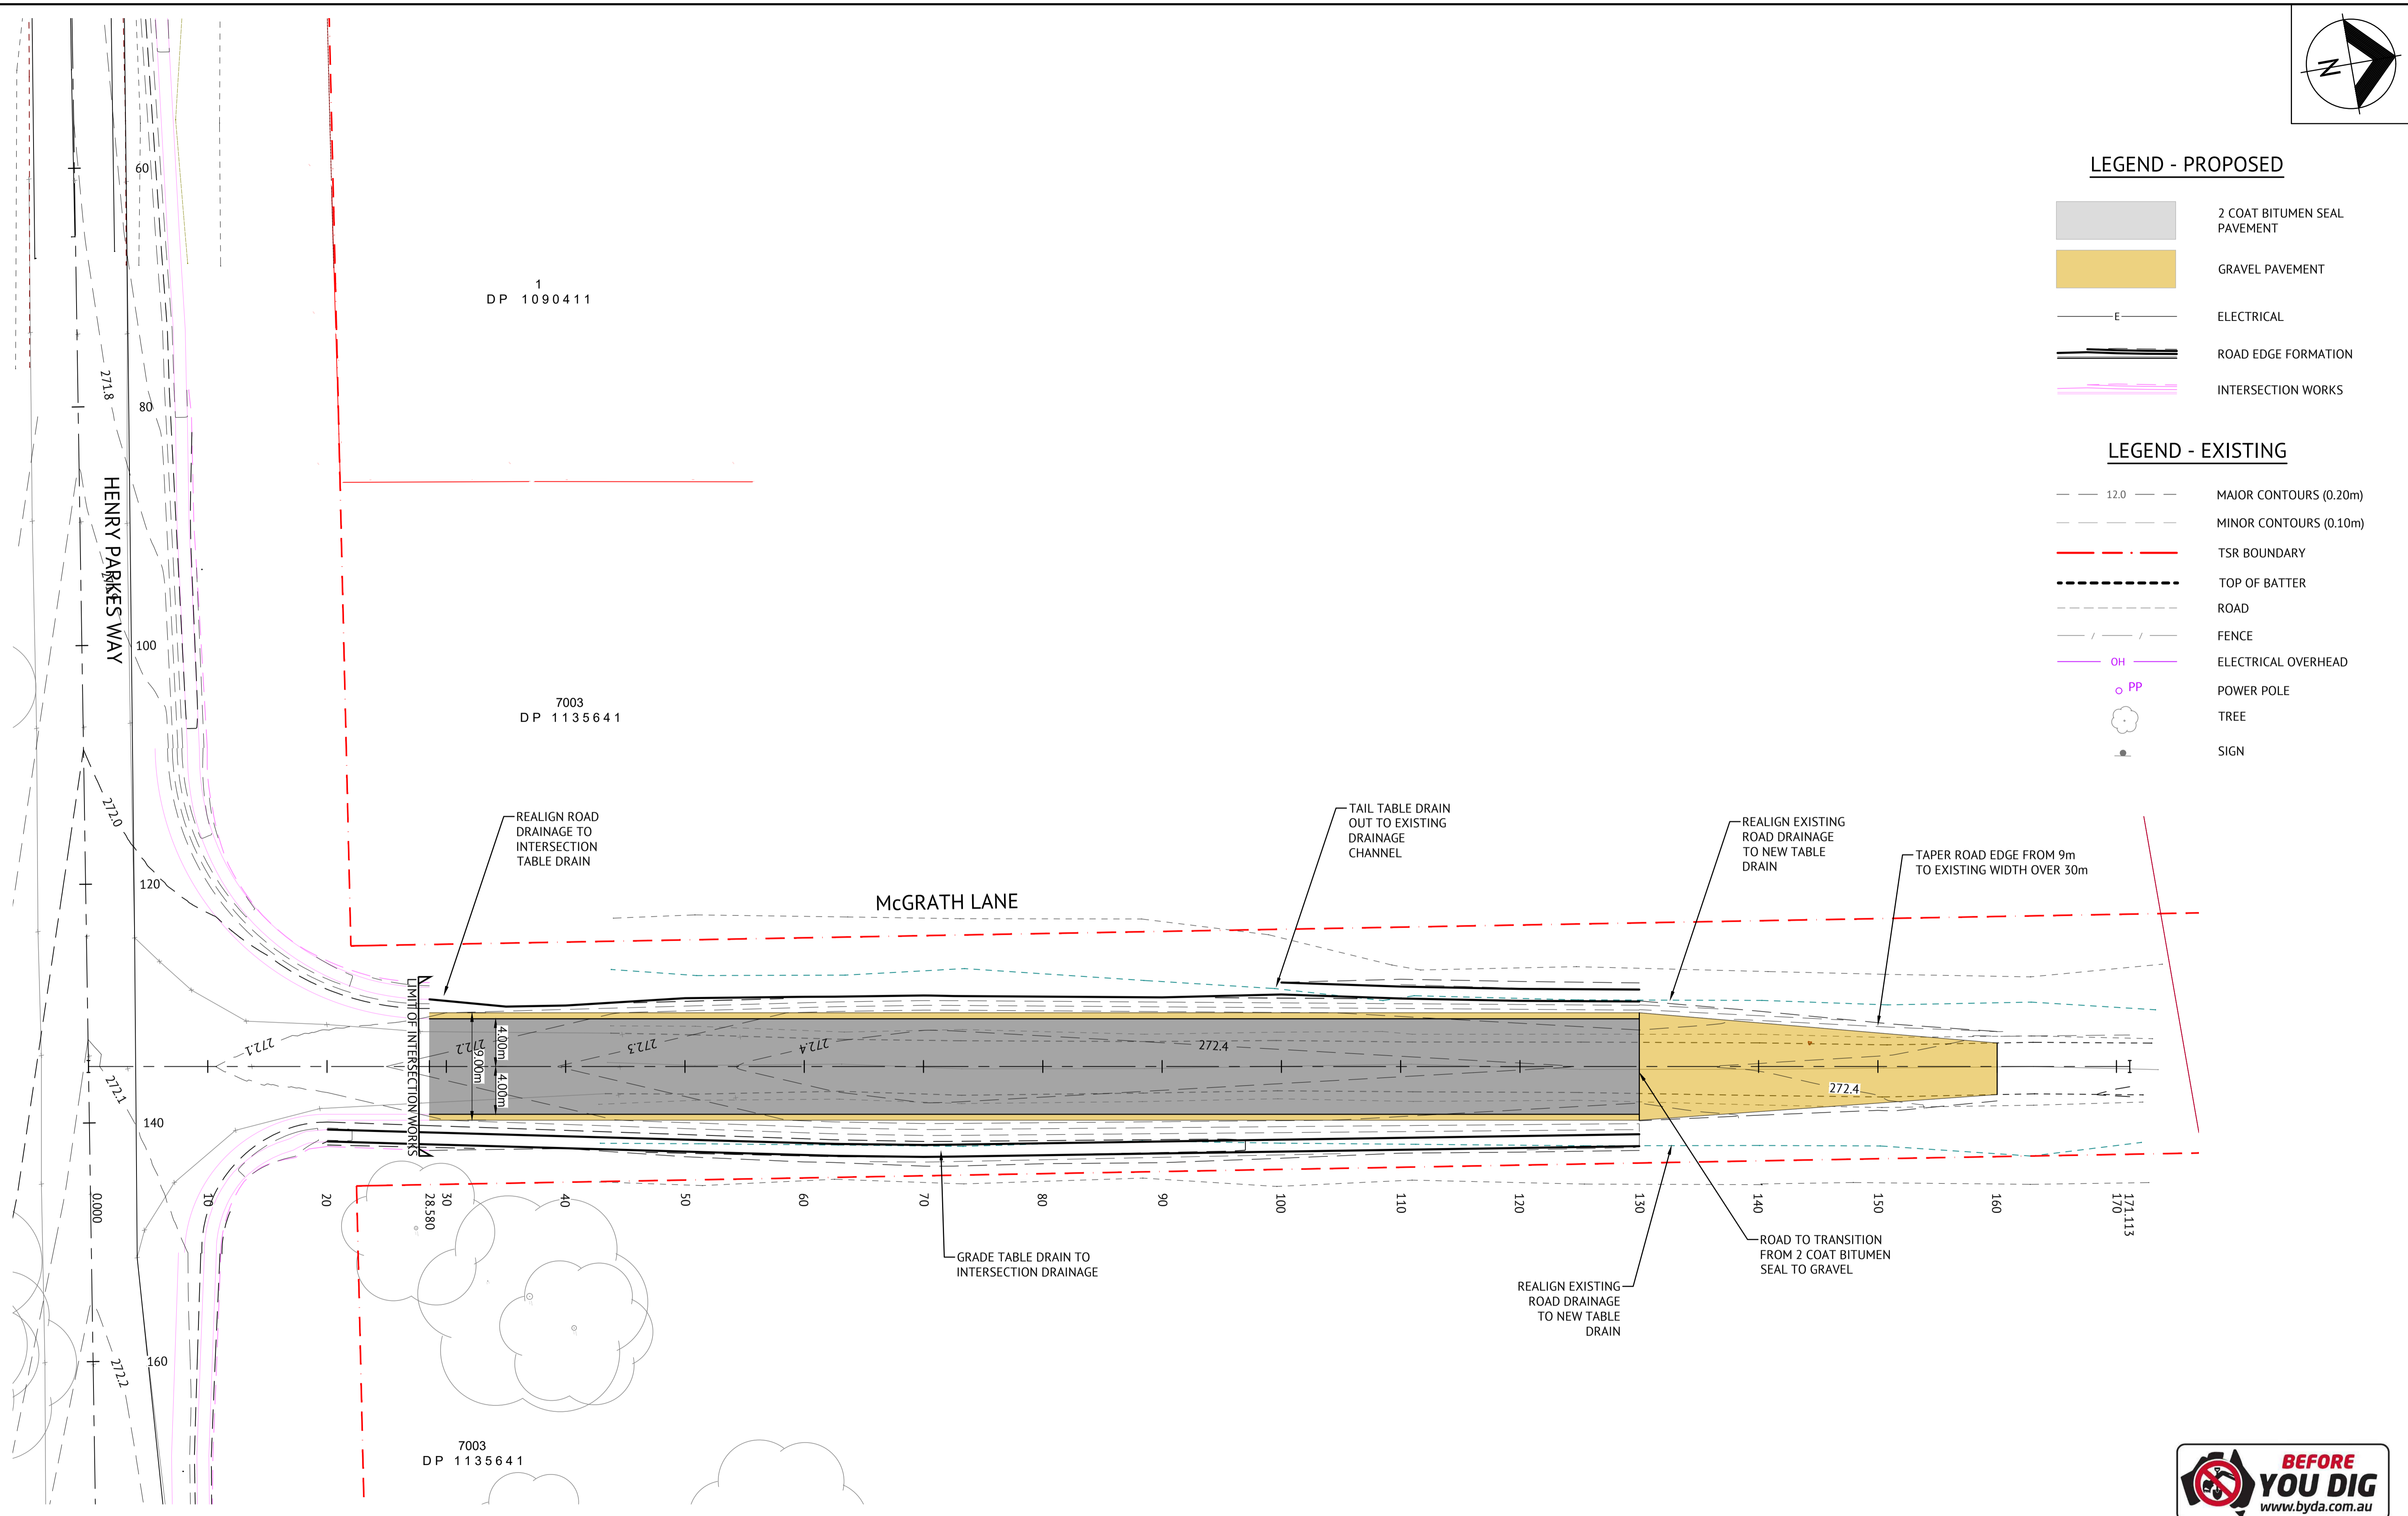 N
LEGEND - PROPOSED
2 COAT BITUMEN SEAL
PAVEMENT
GRAVEL PAVEMENT
E
ELECTRICAL
ROAD EDGE FORMATION
INTERSECTION WORKS
LEGEND - EXISTING
12.0
MAJOR CONTOURS (0.20m)
MINOR CONTOURS (0.10m)
TSR BOUNDARY
TOP OF BATTER
ROAD
FENCE
OH
ELECTRICAL OVERHEAD
PP
POWER POLE
TREE
SIGN
1
DP 1090411
7003
DP 1135641
HENRY PARKES WAY
60
80
100
120
140
160
271.8
272.0
272.1
272.2
REALIGN ROAD
DRAINAGE TO
INTERSECTION
TABLE DRAIN
McGRATH LANE
TAIL TABLE DRAIN
OUT TO EXISTING
DRAINAGE
CHANNEL
REALIGN EXISTING
ROAD DRAINAGE
TO NEW TABLE
DRAIN
TAPER ROAD EDGE FROM 9m
TO EXISTING WIDTH OVER 30m
LIMIT OF INTERSECTION WORKS
272.1
272.2
272.3
272.4
272.4
272.4
4.00m
9.00m
4.00m
0.000
10
20
28.580
30
40
50
60
70
80
90
100
110
120
130
140
150
160
170
171.113
GRADE TABLE DRAIN TO
INTERSECTION DRAINAGE
ROAD TO TRANSITION
FROM 2 COAT BITUMEN
SEAL TO GRAVEL
REALIGN EXISTING
ROAD DRAINAGE
TO NEW TABLE
DRAIN
7003
DP 1135641
BEFORE
YOU DIG
www.byda.com.au